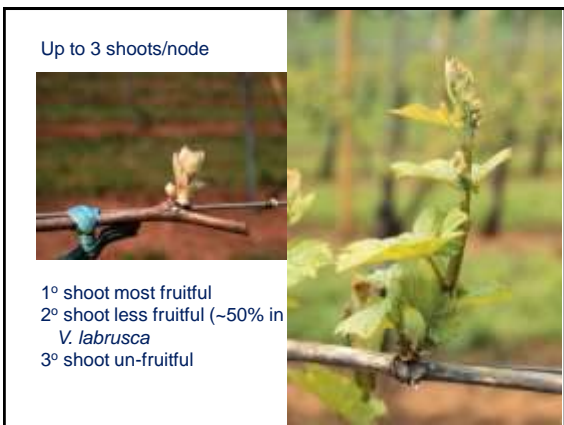 Up to 3 shoots/node
1º shoot most fruitful
2º shoot less fruitful (~50% in
V. labrusca
3º shoot un-fruitful